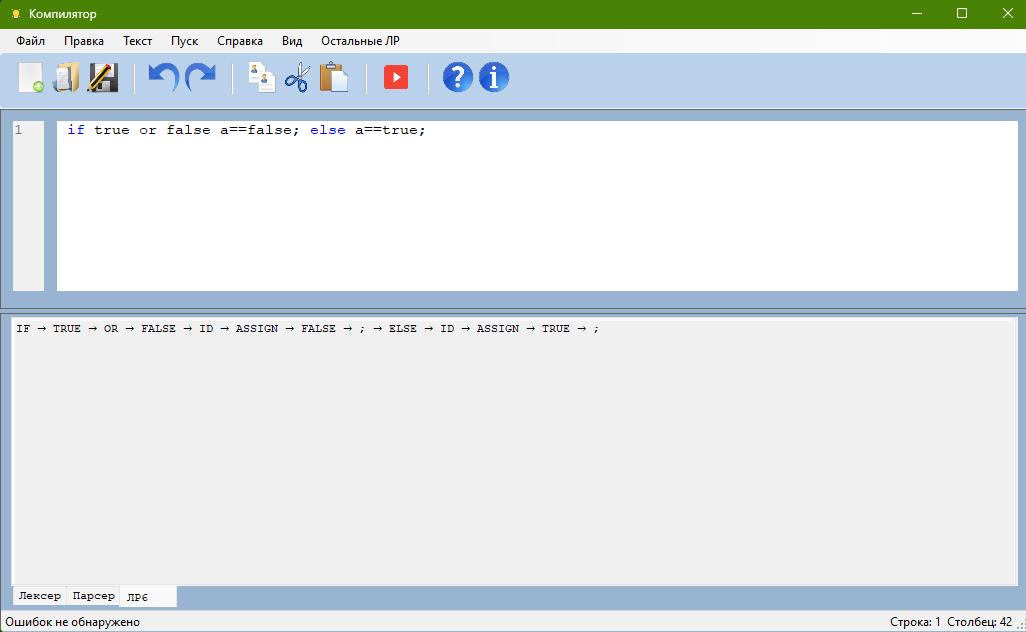 Компилятор
Файл Правка Текст Пуск Справка Вид Остальные ЛР
1 if true or false a==false; else a==true;
IF → TRUE → OR → FALSE → ID → ASSIGN → FALSE → ; → ELSE → ID → ASSIGN → TRUE → ;
Лексер Парсер
Ошибок не обнаружено Строка: 1 Столбец: 42